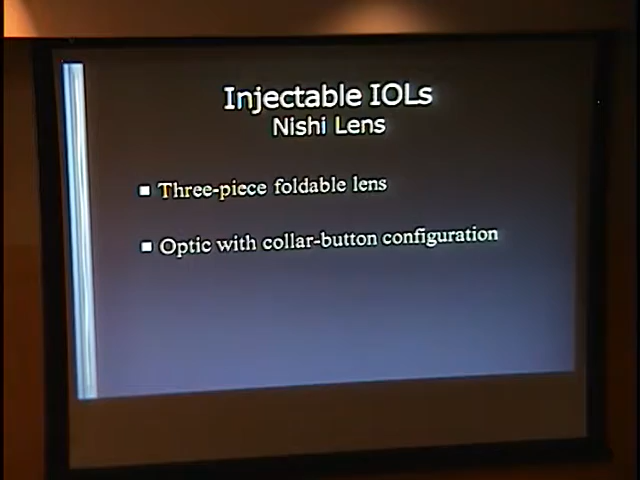 Injectable IOLs
Nishi Lens
Three-piece foldable lens
Optic with collar-button configuration